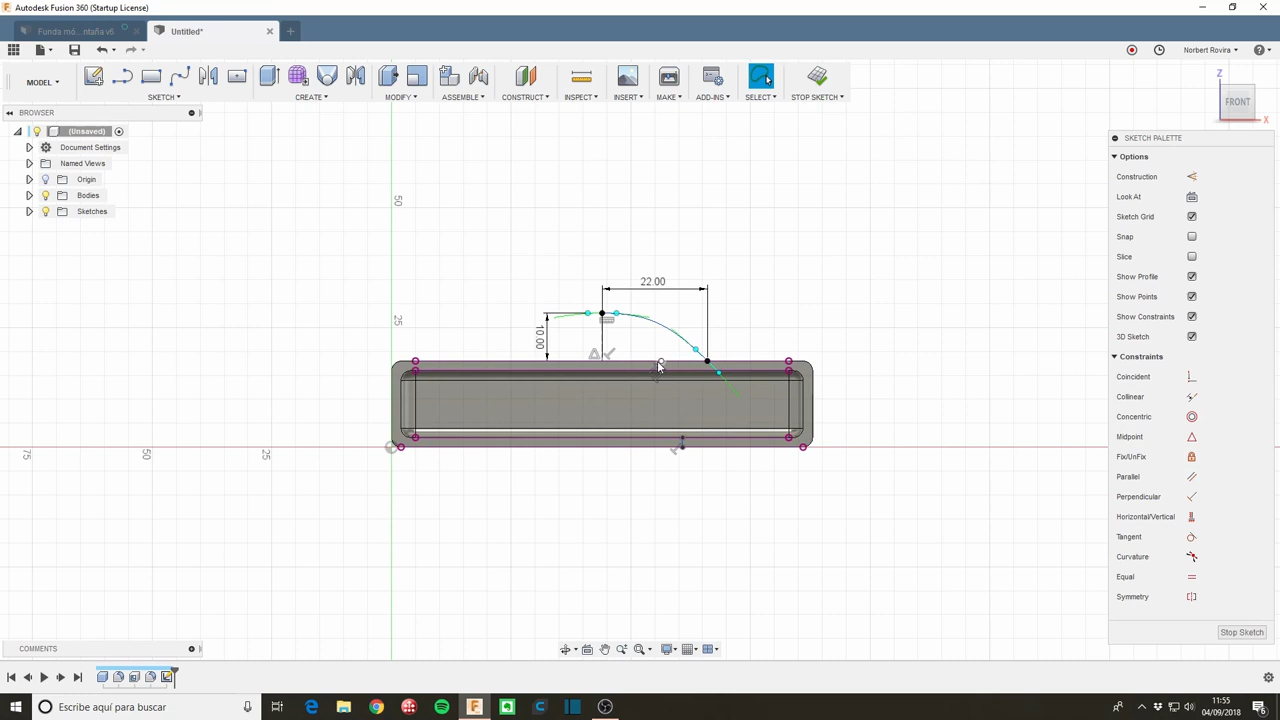 Autodesk Fusion 360 (Startup License)
Funda mó...ntaña v6
Untitled*
Norbert Rovira
MODEL
SKETCH
CREATE
MODIFY
ASSEMBLE
CONSTRUCT
INSPECT
INSERT
MAKE
ADD-INS
SELECT
STOP SKETCH
BROWSER
(Unsaved)
Document Settings
Named Views
Origin
Bodies
Sketches
Z
FRONT
X
50
25
22.00
10.00
75
50
25
SKETCH PALETTE
Options
Construction
Look At
Sketch Grid
Snap
Slice
Show Profile
Show Points
Show Constraints
3D Sketch
Constraints
Coincident
Collinear
Concentric
Midpoint
Fix/UnFix
Parallel
Perpendicular
Horizontal/Vertical
Tangent
Curvature
Equal
Symmetry
Stop Sketch
COMMENTS
Escribe aquí para buscar
11:55
04/09/2018